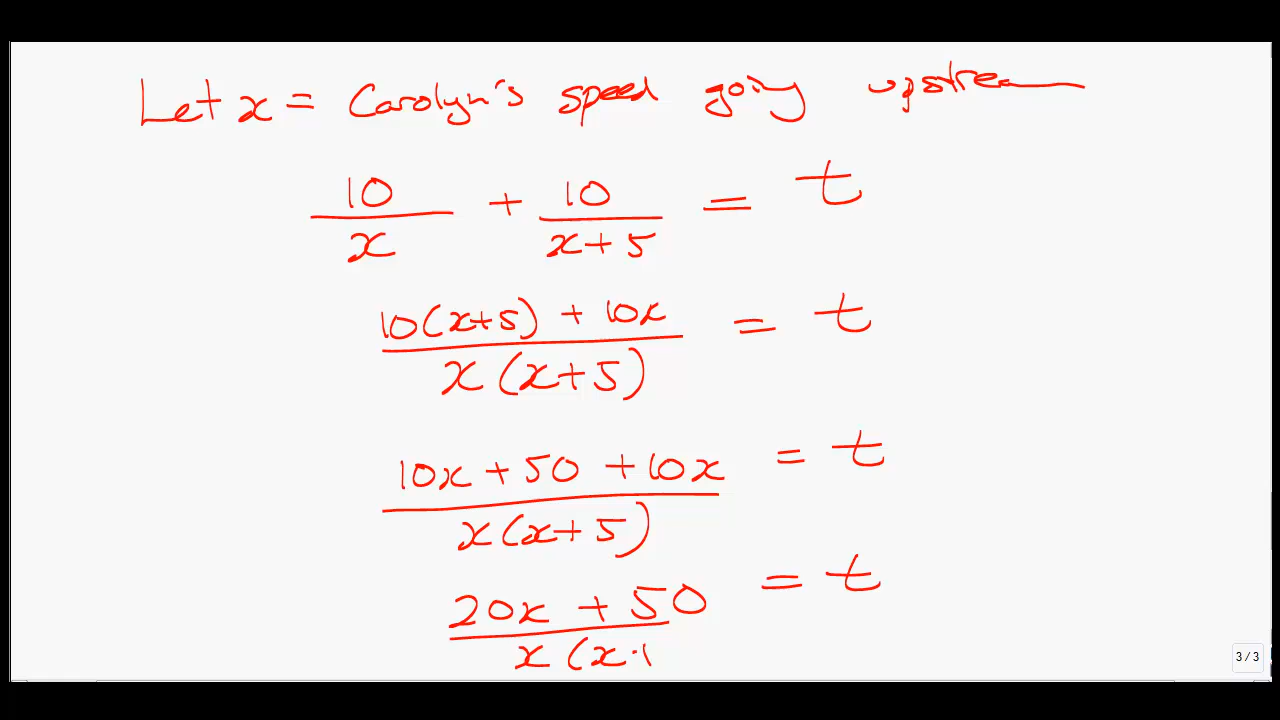 Let x = Carolyn's speed going upstream
10/x + 10/(x+5) = t
(10(x+5) + 10x)/(x(x+5)) = t
(10x + 50 + 10x)/(x(x+5)) = t
(20x + 50)/(x(x = t
3/3